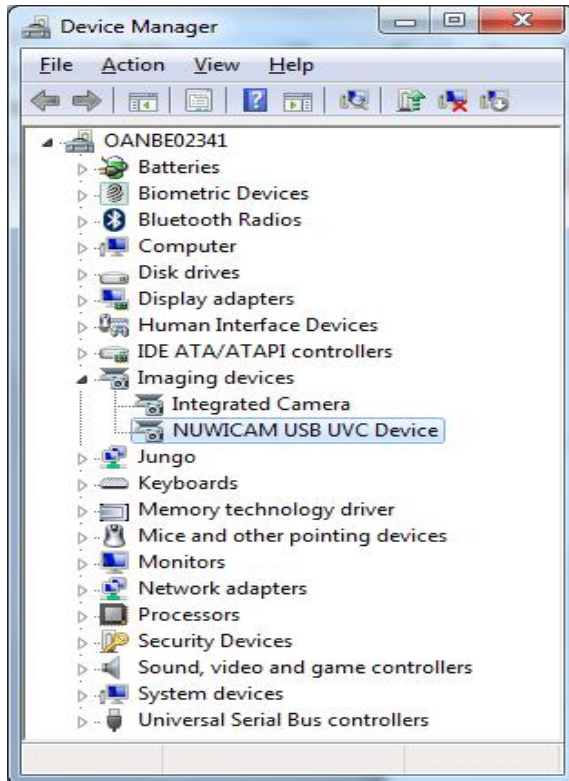 Device Manager
File Action View Help
OANBE02341
Batteries
Biometric Devices
Bluetooth Radios
Computer
Disk drives
Display adapters
Human Interface Devices
IDE ATA/ATAPI controllers
Imaging devices
Integrated Camera
NUWICAM USB UVC Device
Jungo
Keyboards
Memory technology driver
Mice and other pointing devices
Monitors
Network adapters
Processors
Security Devices
Sound, video and game controllers
System devices
Universal Serial Bus controllers